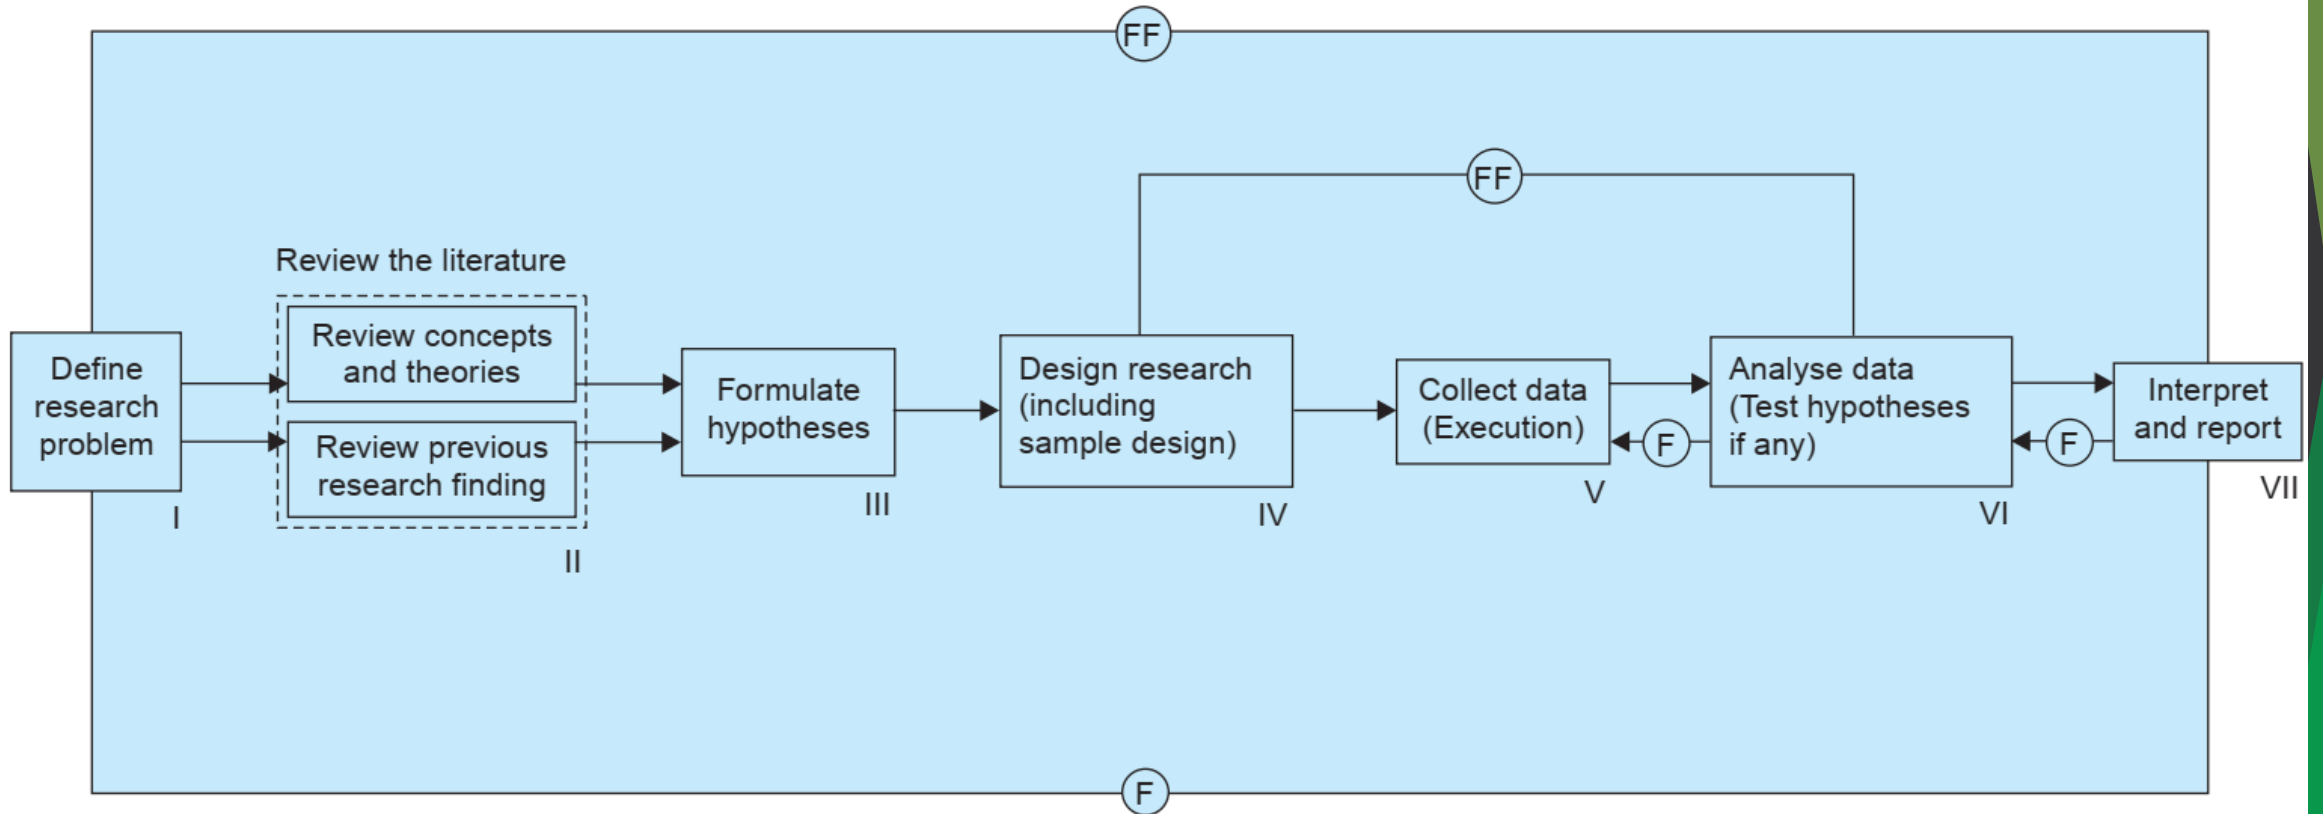 FF
FF
Review the literature
Define
research
problem
I
Review concepts
and theories
Review previous
research finding
II
Formulate
hypotheses
III
Design research
(including
sample design)
IV
Collect data
(Execution)
V
F
Analyse data
(Test hypotheses
if any)
VI
F
Interpret
and report
VII
F